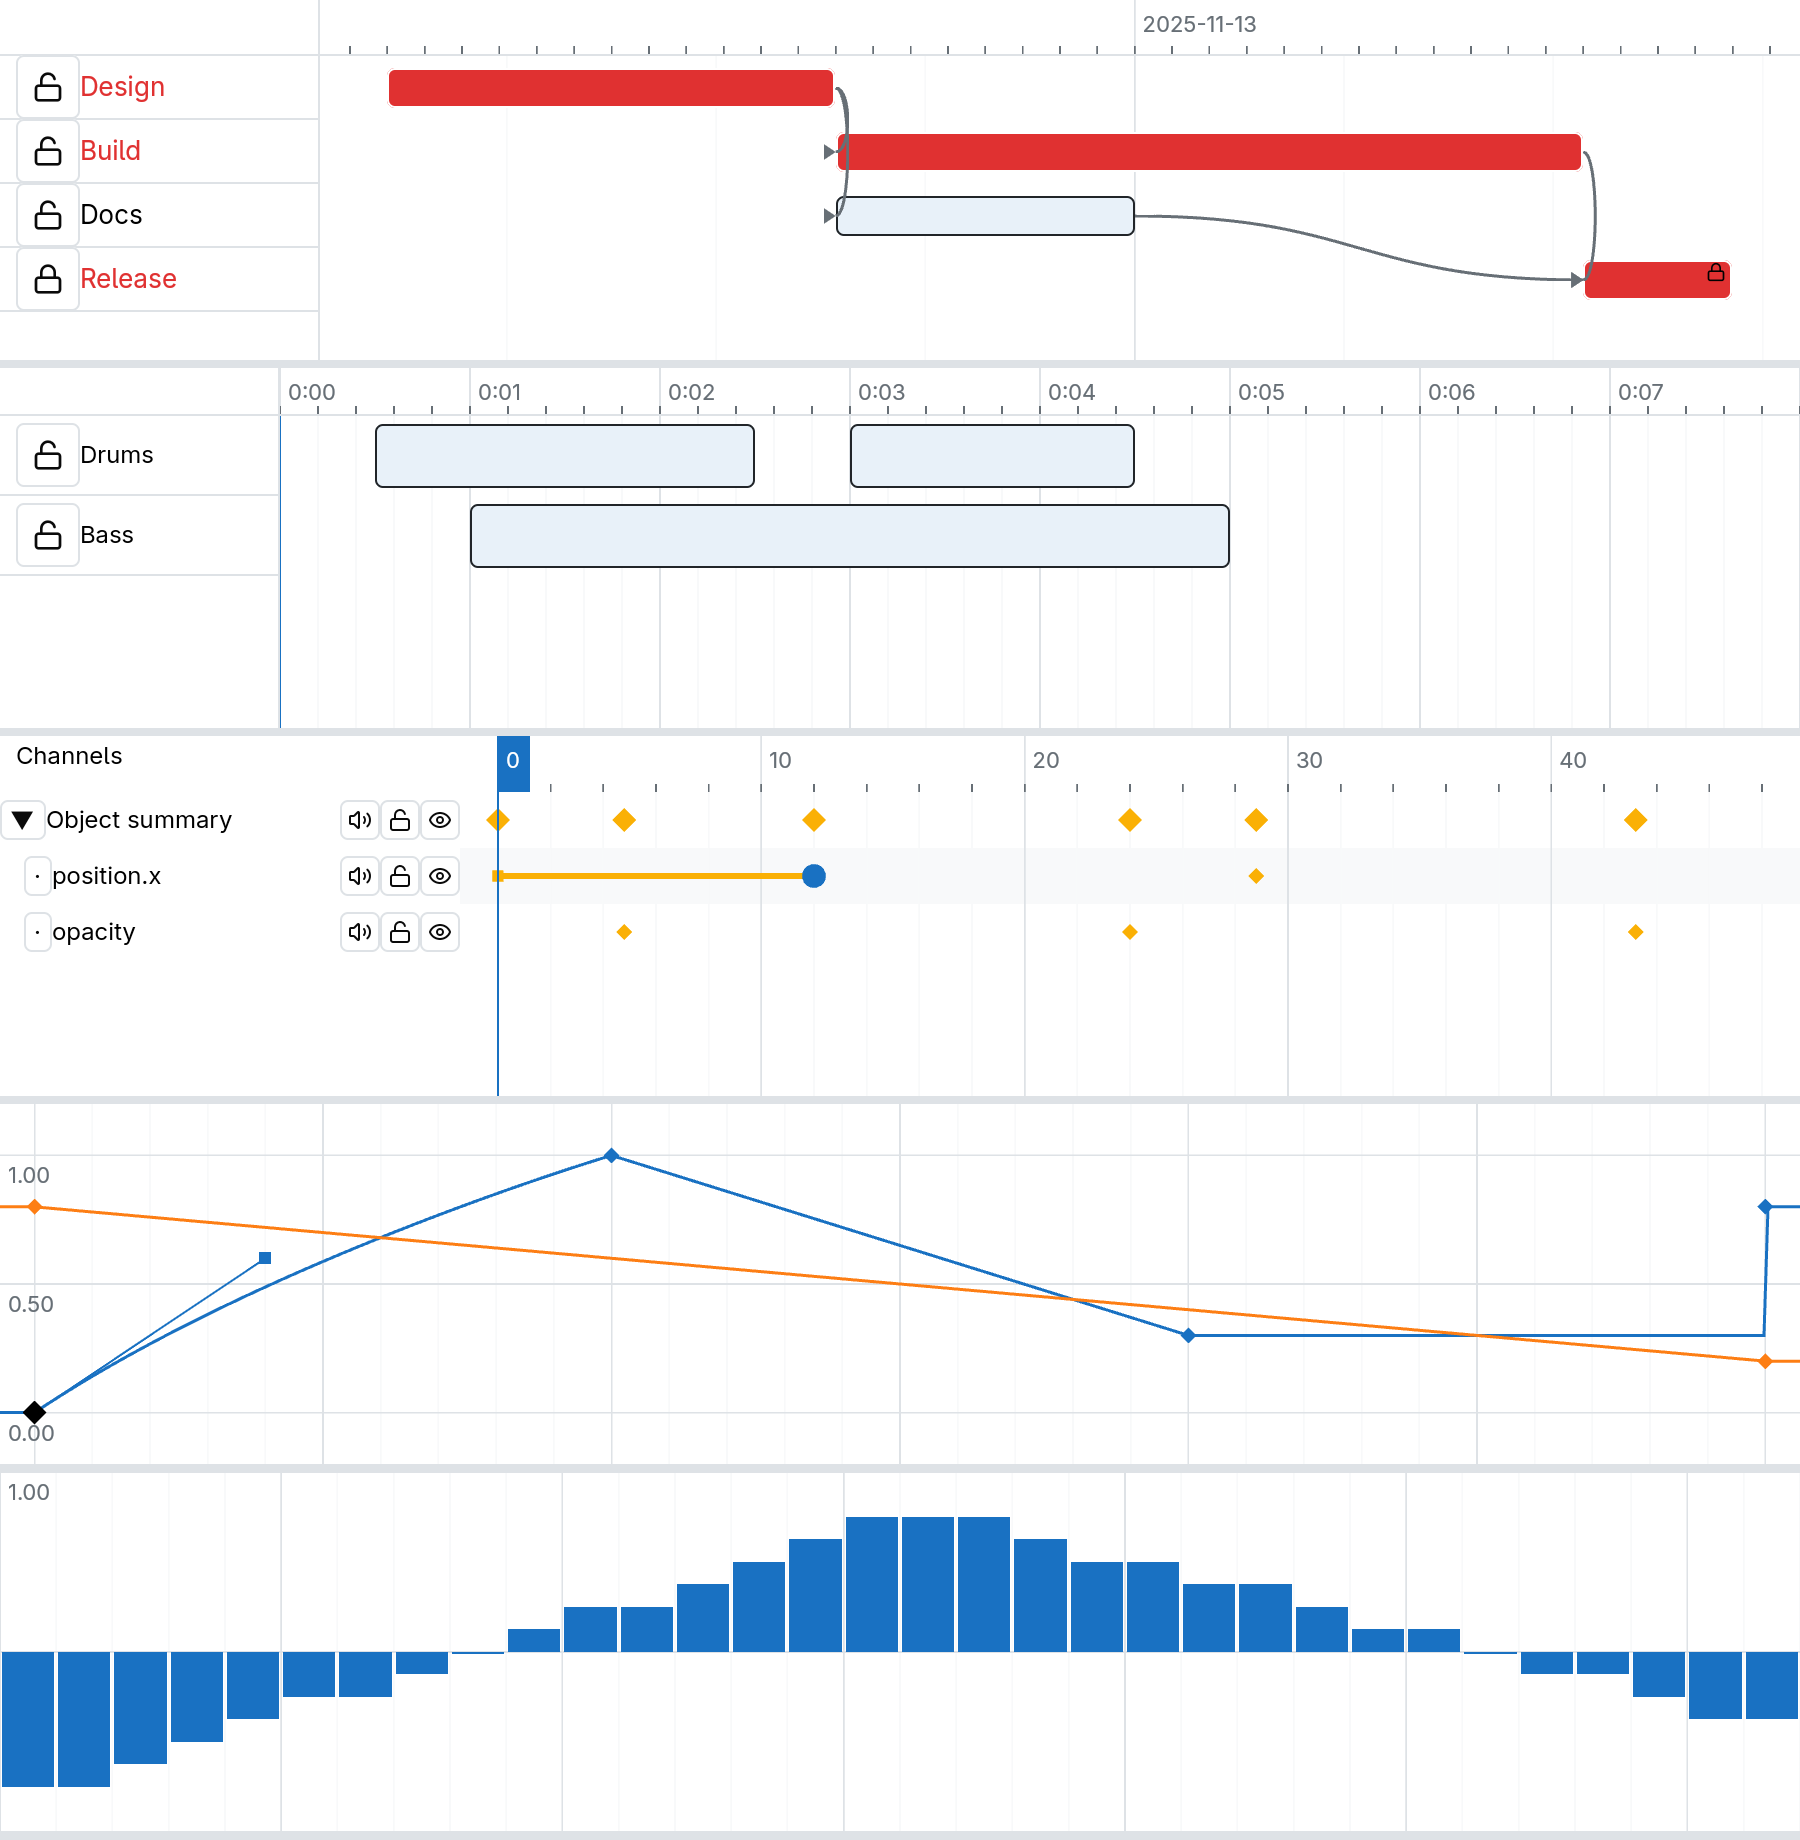 2025-11-13
Design
Build
Docs
Release
0:00 0:01 0:02 0:03 0:04 0:05 0:06 0:07
Drums
Bass
Channels 0 10 20 30 40
Object summary
position.x
opacity
1.00
0.50
0.00
1.00